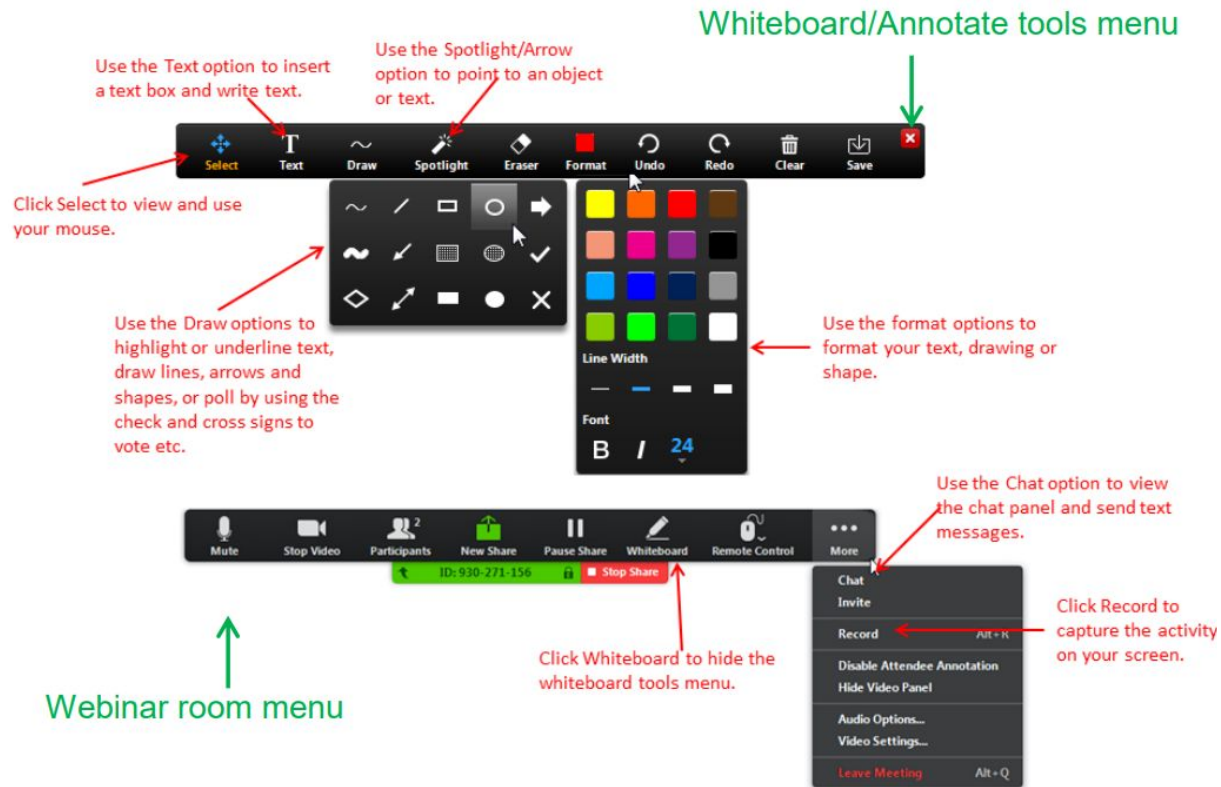 Whiteboard/Annotate tools menu
Use the Text option to insert
a text box and write text.
Use the Spotlight/Arrow
option to point to an object
or text.
Select
Text
Draw
Spotlight
Eraser
Format
Undo
Redo
Clear
Save
Click Select to view and use
your mouse.
Use the Draw options to
highlight or underline text,
draw lines, arrows and
shapes, or poll by using the
check and cross signs to
vote etc.
Line Width
Font
B I 24
Use the format options to
format your text, drawing or
shape.
Use the Chat option to view
the chat panel and send text
messages.
Mute
Stop Video
Participants 2
New Share
Pause Share
Whiteboard
Remote Control
More
ID: 930-271-156
Stop Share
Chat
Invite
Record Alt+R
Disable Attendee Annotation
Hide Video Panel
Audio Options...
Video Settings...
Leave Meeting Alt+Q
Click Record to
capture the activity
on your screen.
Click Whiteboard to hide the
whiteboard tools menu.
Webinar room menu